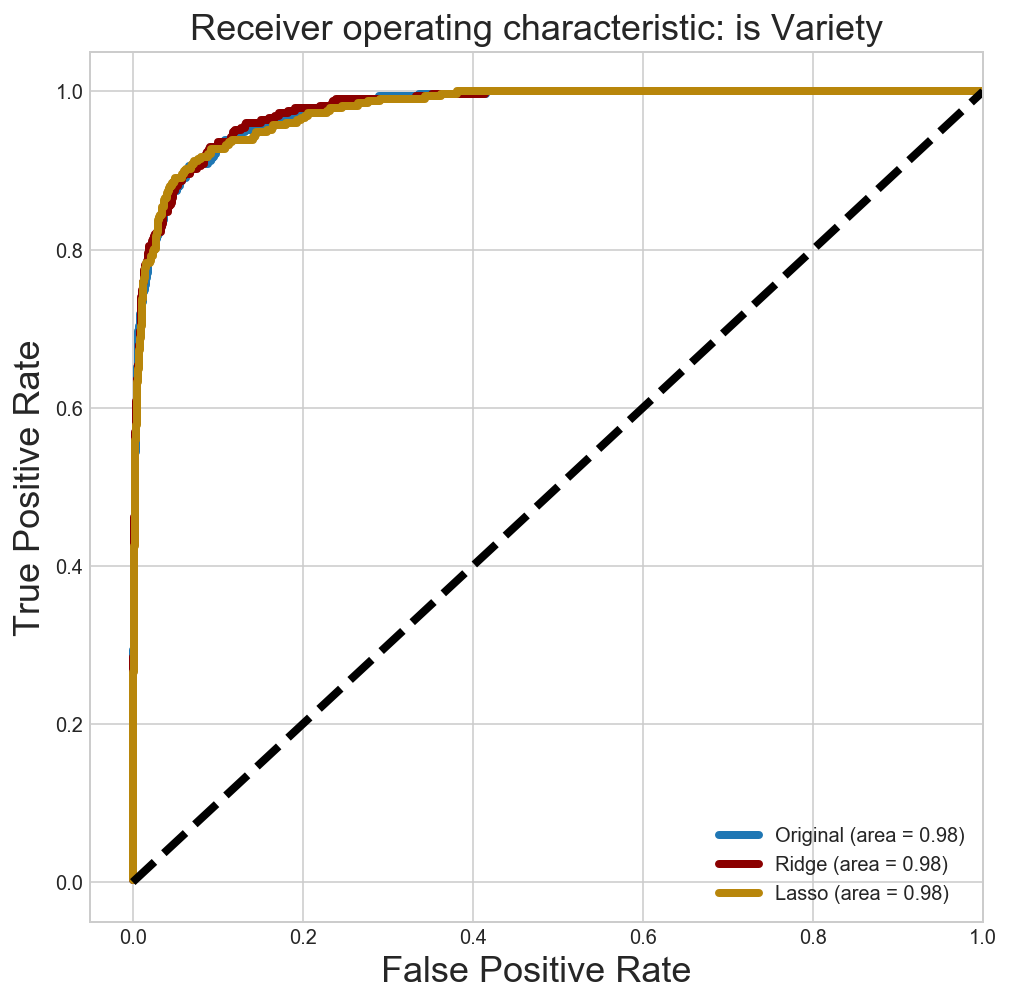 Receiver operating characteristic: is Variety
True Positive Rate
1.0
0.8
0.6
0.4
0.2
0.0
Original (area = 0.98)
Ridge (area = 0.98)
Lasso (area = 0.98)
0.0 0.2 0.4 0.6 0.8 1.0
False Positive Rate